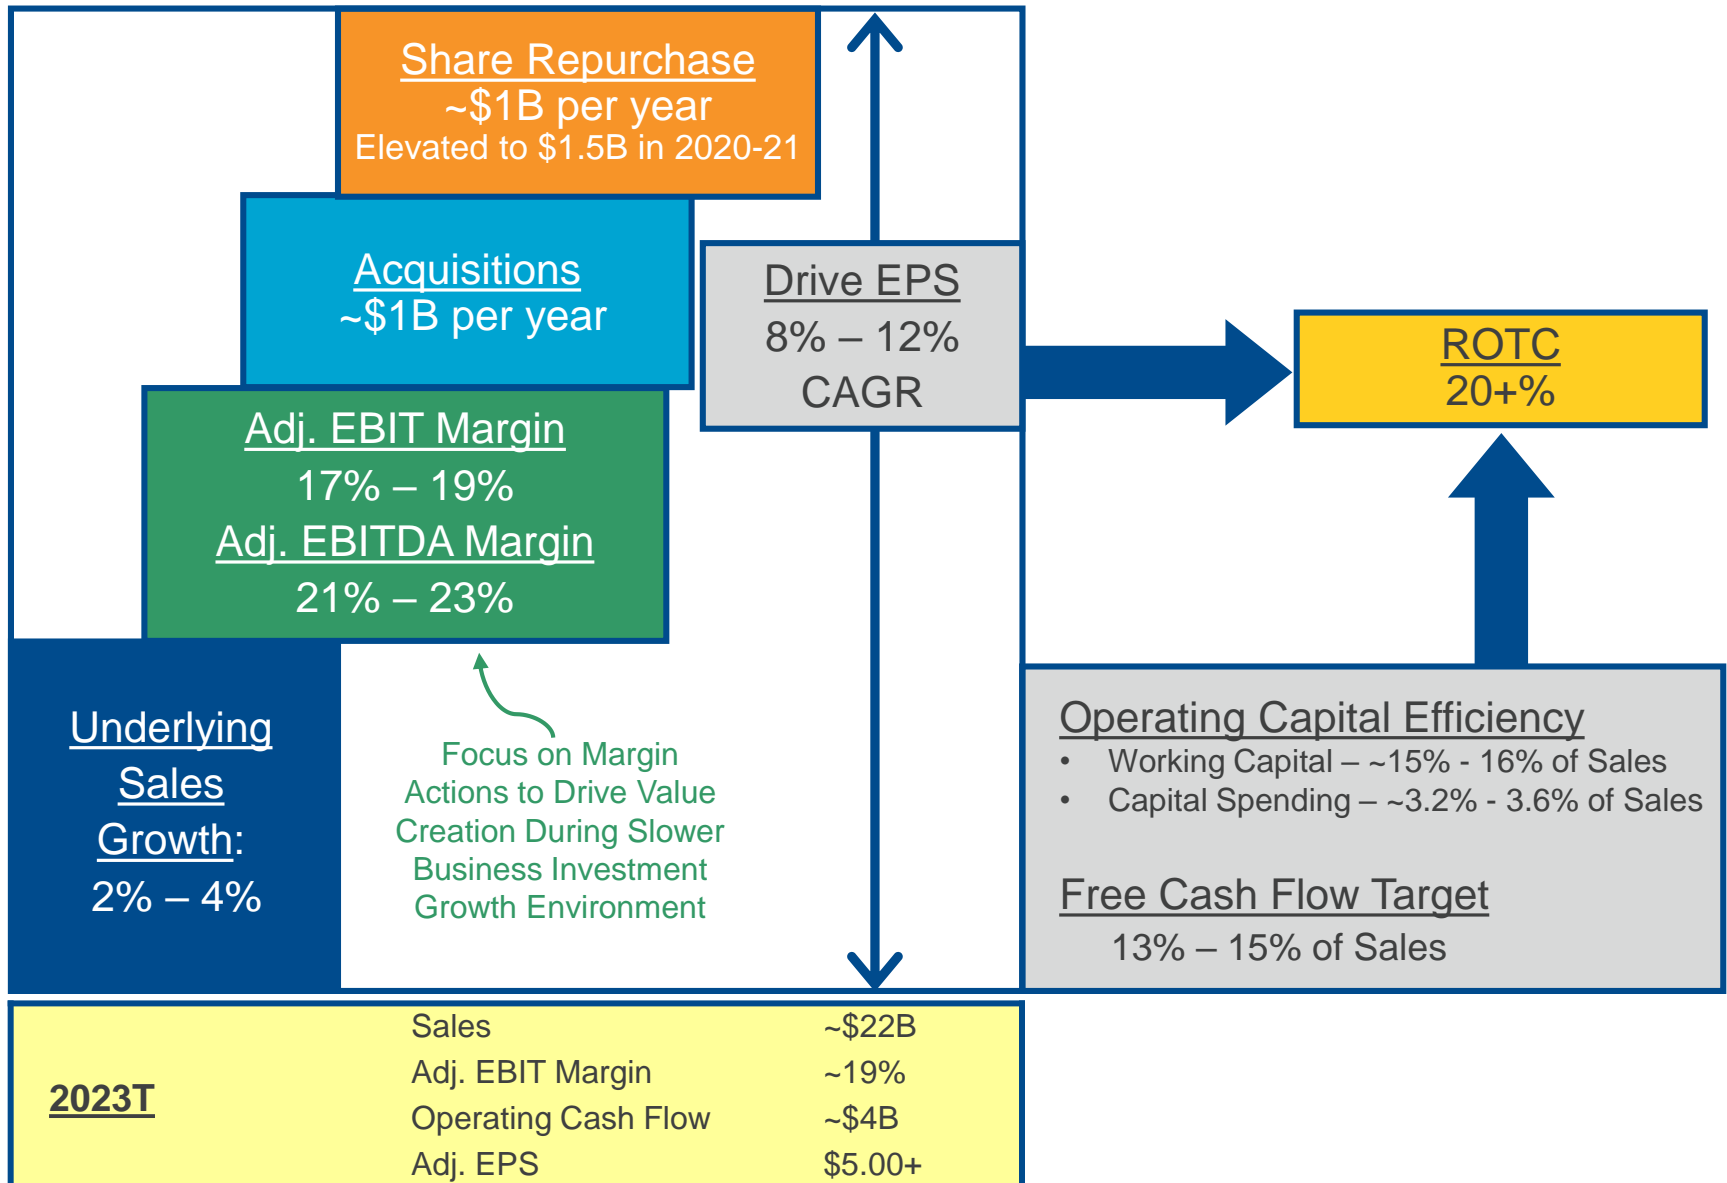 Share Repurchase
~$1B per year
Elevated to $1.5B in 2020-21
Acquisitions
~$1B per year
Adj. EBIT Margin
17% – 19%
Adj. EBITDA Margin
21% – 23%
Underlying
Sales
Growth:
2% – 4%
Focus on Margin
Actions to Drive Value
Creation During Slower
Business Investment
Growth Environment
Drive EPS
8% – 12%
CAGR
ROTC
20+%
Operating Capital Efficiency
• Working Capital – ~15% - 16% of Sales
• Capital Spending – ~3.2% - 3.6% of Sales
Free Cash Flow Target
13% – 15% of Sales
2023T
Sales ~$22B
Adj. EBIT Margin ~19%
Operating Cash Flow ~$4B
Adj. EPS $5.00+